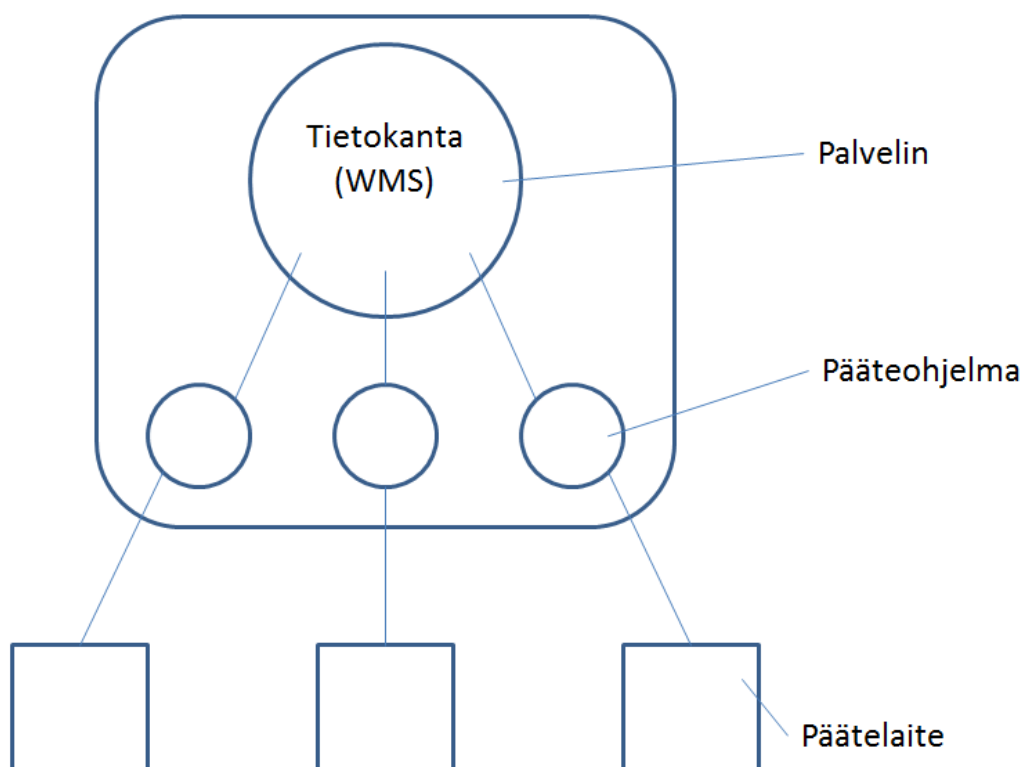 Tietokanta
(WMS)
Palvelin
Pääteohjelma
Päätelaite